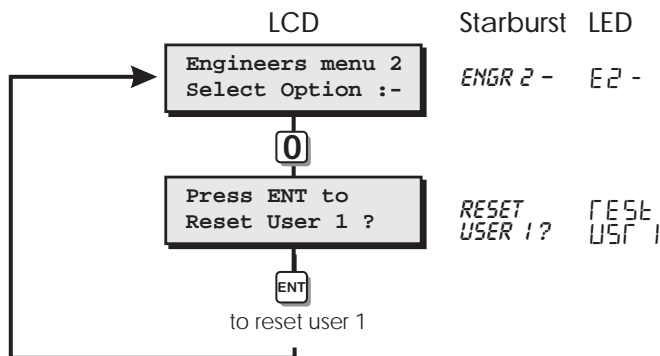 LCD Starburst LED
Engineers menu 2
Select Option :-
ENGR 2 - E2 -
0
Press ENT to
Reset User 1 ?
RESET rESt
USER 1 ? USr 1
ENT
to reset user 1